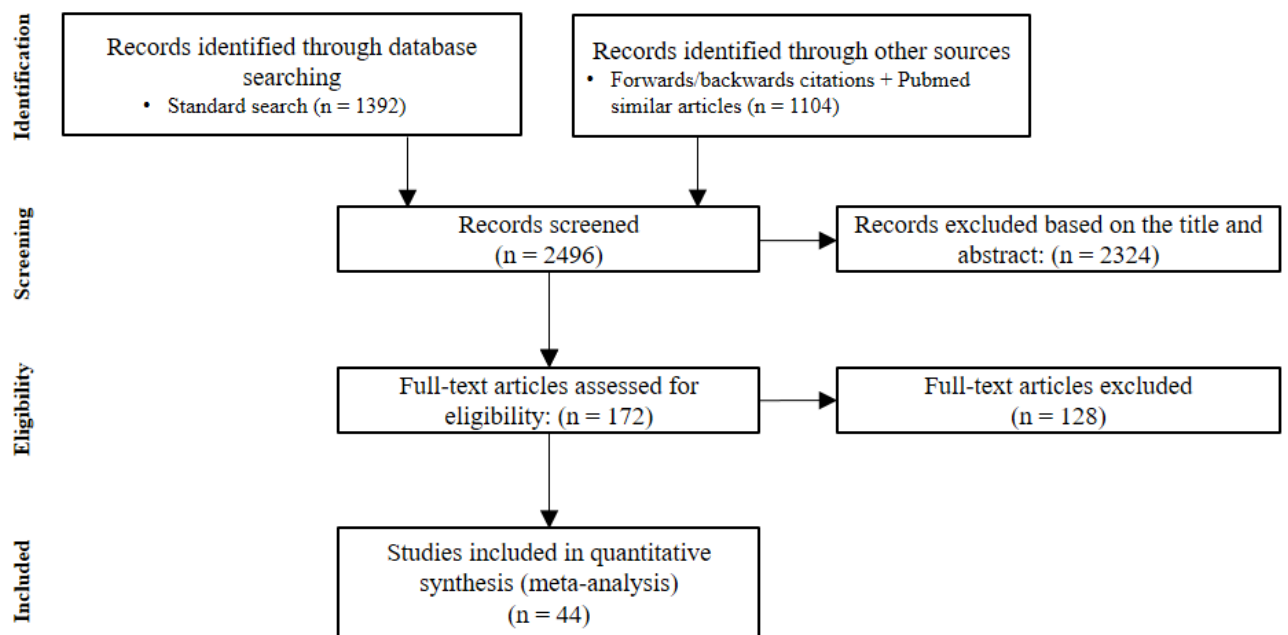 Identification
Records identified through database
searching
• Standard search (n = 1392)
Records identified through other sources
• Forwards/backwards citations + Pubmed
similar articles (n = 1104)
Screening
Records screened
(n = 2496)
Records excluded based on the title and
abstract: (n = 2324)
Eligibility
Full-text articles assessed for
eligibility: (n = 172)
Full-text articles excluded
(n = 128)
Included
Studies included in quantitative
synthesis (meta-analysis)
(n = 44)